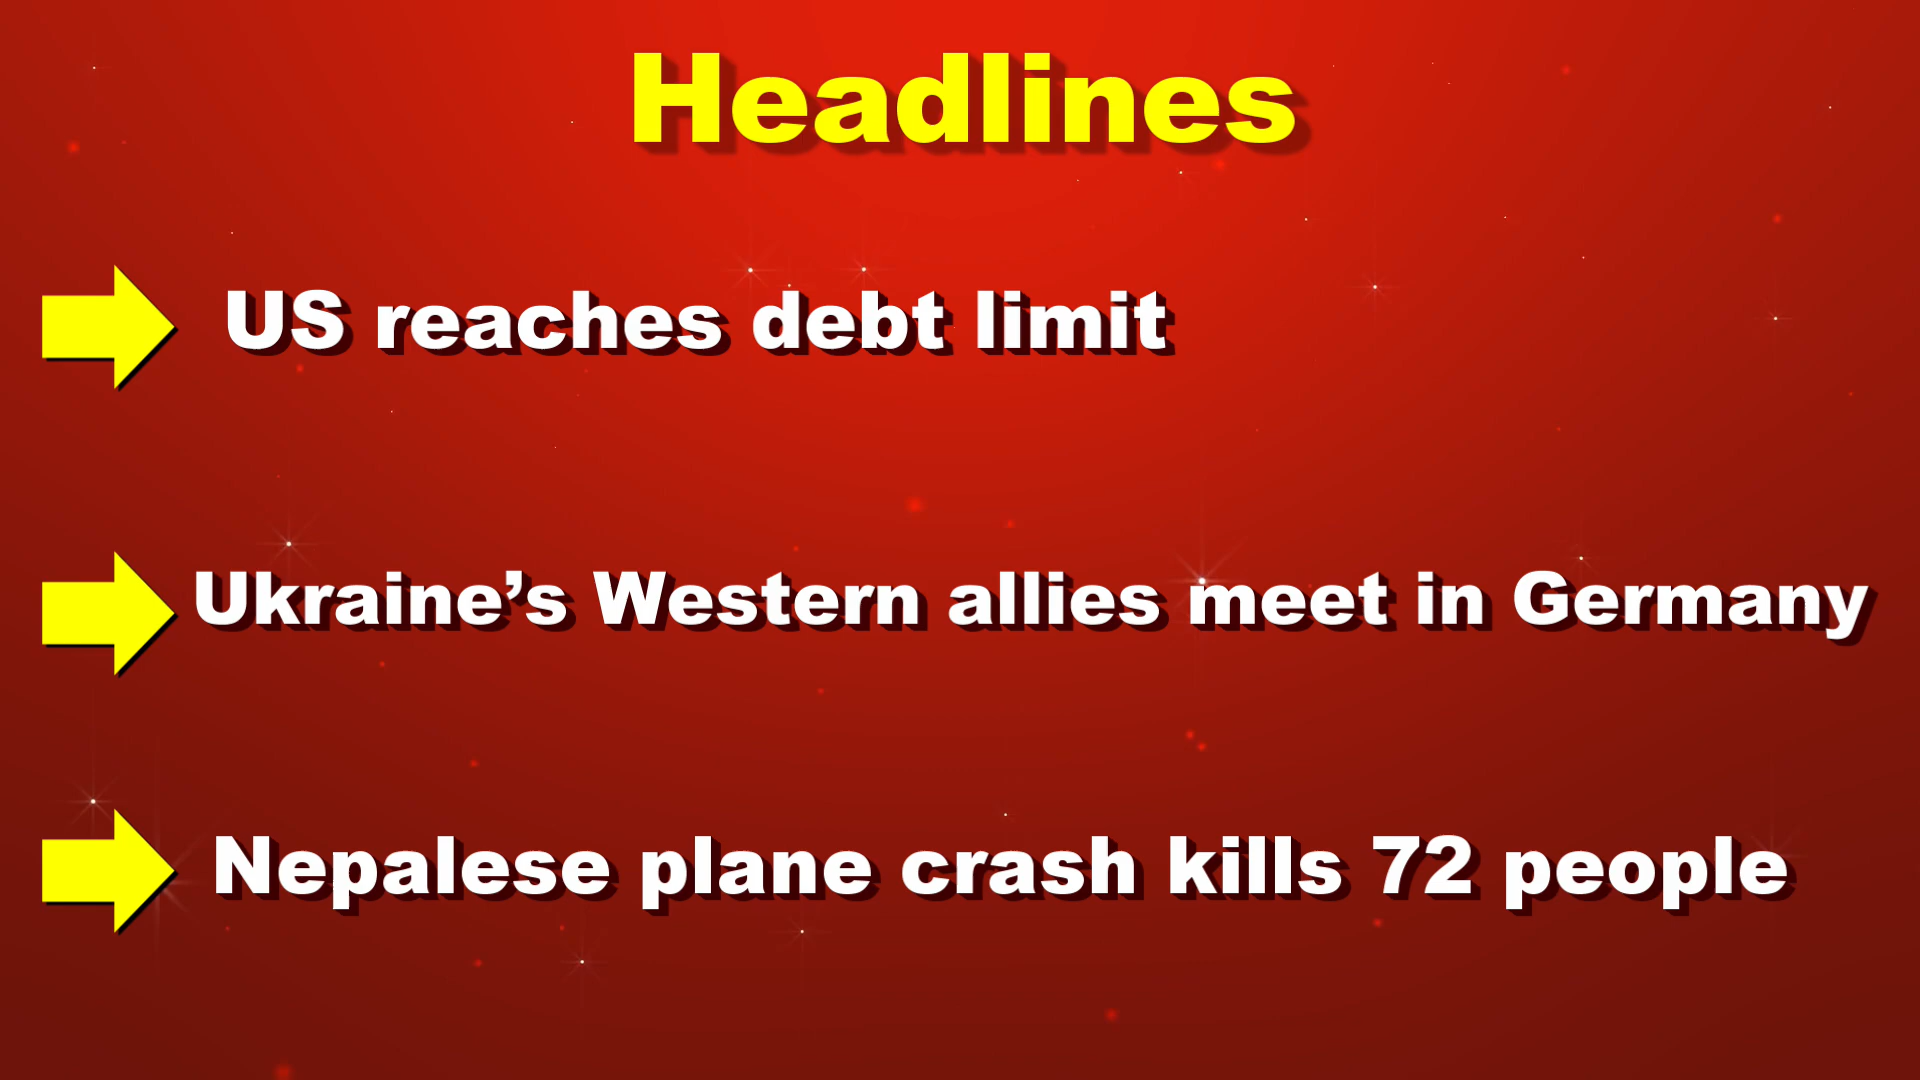 Headlines
US reaches debt limit
Ukraine’s Western allies meet in Germany
Nepalese plane crash kills 72 people